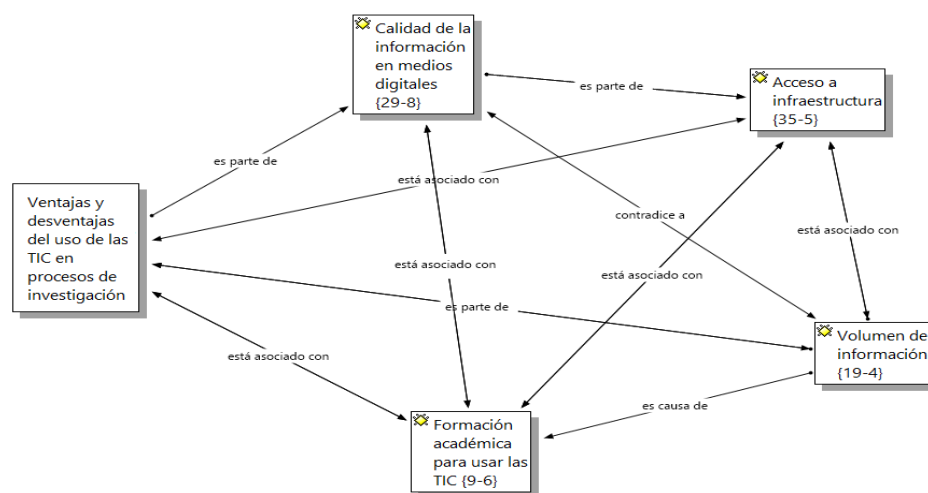 Calidad de la
información
en medios
digitales
{29-8}
es parte de
Acceso a
infraestructura
{35-5}
es parte de
está asociado con
Ventajas y
desventajas
del uso de las
TIC en
procesos de
investigación
contradice a
está asociado con
está asociado con
está asociado con
es parte de
Volumen de
información
{19-4}
está asociado con
es causa de
Formación
académica
para usar las
TIC {9-6}